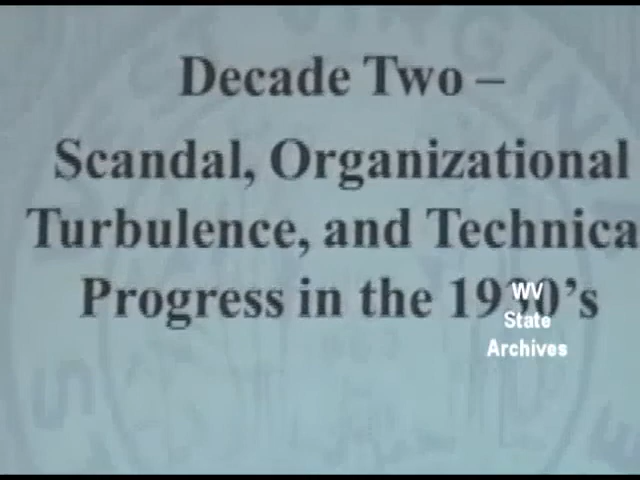 Decade Two –
Scandal, Organizational
Turbulence, and Technica
Progress in the
WV
State
Archives